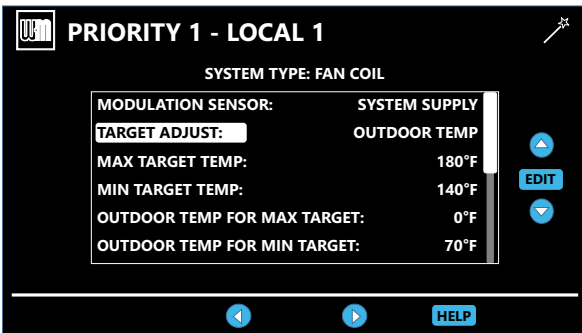 WM PRIORITY 1 - LOCAL 1
SYSTEM TYPE: FAN COIL
MODULATION SENSOR: SYSTEM SUPPLY
TARGET ADJUST: OUTDOOR TEMP
MAX TARGET TEMP: 180°F
MIN TARGET TEMP: 140°F
OUTDOOR TEMP FOR MAX TARGET: 0°F
OUTDOOR TEMP FOR MIN TARGET: 70°F
EDIT
HELP